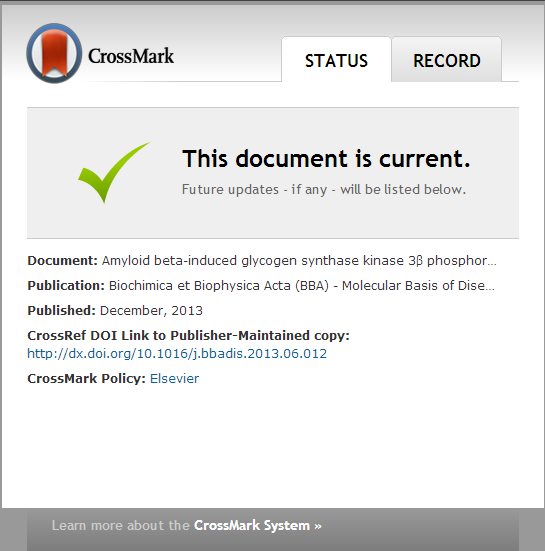 CrossMark
STATUS
RECORD
This document is current.
Future updates - if any - will be listed below.
Document: Amyloid beta-induced glycogen synthase kinase 3β phosphor...
Publication: Biochimica et Biophysica Acta (BBA) - Molecular Basis of Dise...
Published: December, 2013
CrossRef DOI Link to Publisher-Maintained copy:
http://dx.doi.org/10.1016/j.bbadis.2013.06.012
CrossMark Policy: Elsevier
Learn more about the CrossMark System »